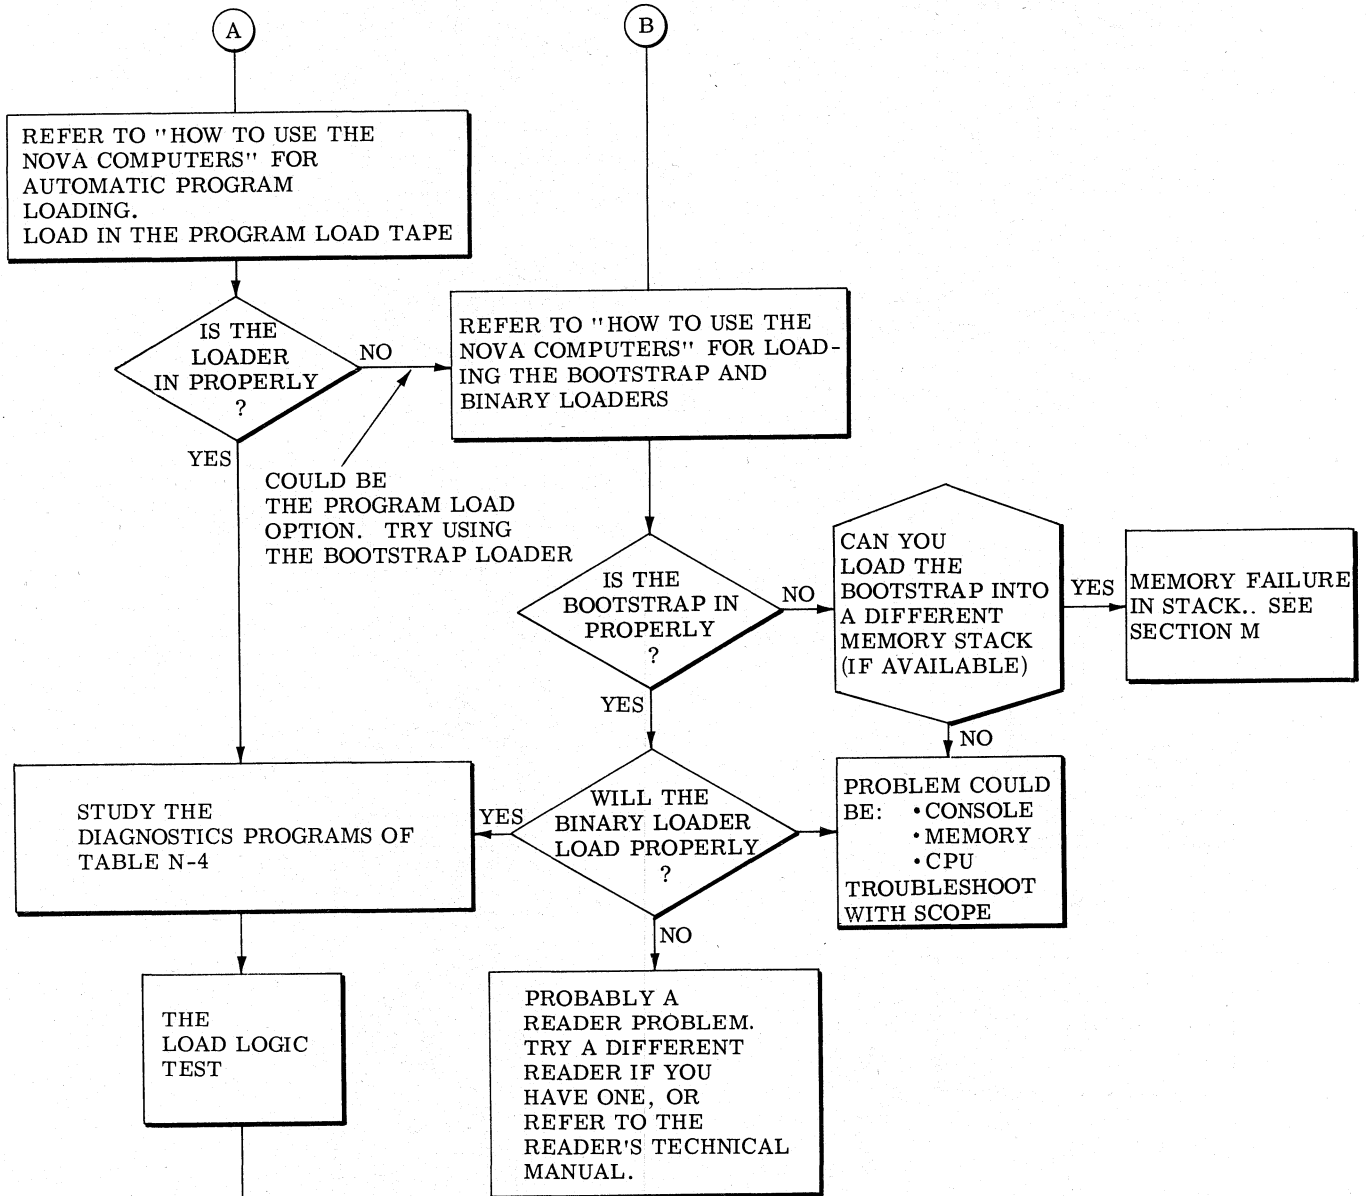 A
B
REFER TO "HOW TO USE THE
NOVA COMPUTERS" FOR
AUTOMATIC PROGRAM
LOADING.
LOAD IN THE PROGRAM LOAD TAPE
IS THE
LOADER
IN PROPERLY
?
NO
YES
REFER TO "HOW TO USE THE
NOVA COMPUTERS" FOR LOAD-
ING THE BOOTSTRAP AND
BINARY LOADERS
COULD BE
THE PROGRAM LOAD
OPTION. TRY USING
THE BOOTSTRAP LOADER
IS THE
BOOTSTRAP IN
PROPERLY
?
NO
YES
CAN YOU
LOAD THE
BOOTSTRAP INTO
A DIFFERENT
MEMORY STACK
(IF AVAILABLE)
YES
NO
MEMORY FAILURE
IN STACK.. SEE
SECTION M
STUDY THE
DIAGNOSTICS PROGRAMS OF
TABLE N-4
YES
WILL THE
BINARY LOADER
LOAD PROPERLY
?
NO
PROBLEM COULD
BE: • CONSOLE
• MEMORY
• CPU
TROUBLESHOOT
WITH SCOPE
THE
LOAD LOGIC
TEST
PROBABLY A
READER PROBLEM.
TRY A DIFFERENT
READER IF YOU
HAVE ONE, OR
REFER TO THE
READER'S TECHNICAL
MANUAL.